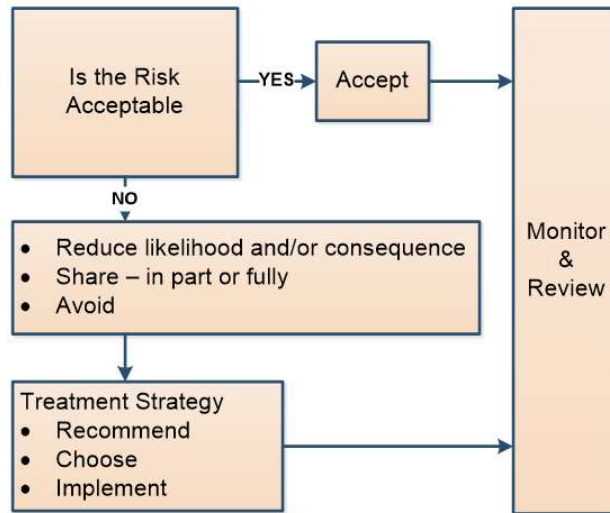 Is the Risk
Acceptable
YES
Accept
NO
• Reduce likelihood and/or consequence
• Share – in part or fully
• Avoid
Treatment Strategy
• Recommend
• Choose
• Implement
Monitor
&
Review